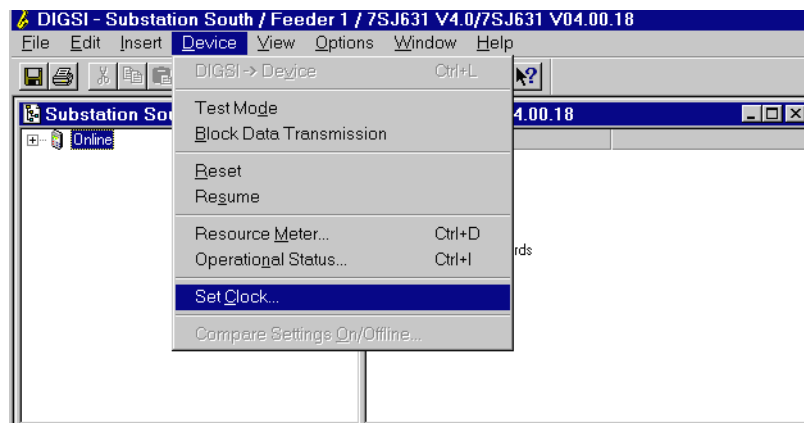 DIGSI - Substation South / Feeder 1 / 7SJ631 V4.0/7SJ631 V04.00.18
File Edit Insert Device View Options Window Help
DIGSI -> Device Ctrl+L
Substation Sou 4.00.18
Online
Test Mode
Block Data Transmission
Reset
Resume
Resource Meter... Ctrl+D
rds
Operational Status... Ctrl+I
Set Clock...
Compare Settings On/Offline...